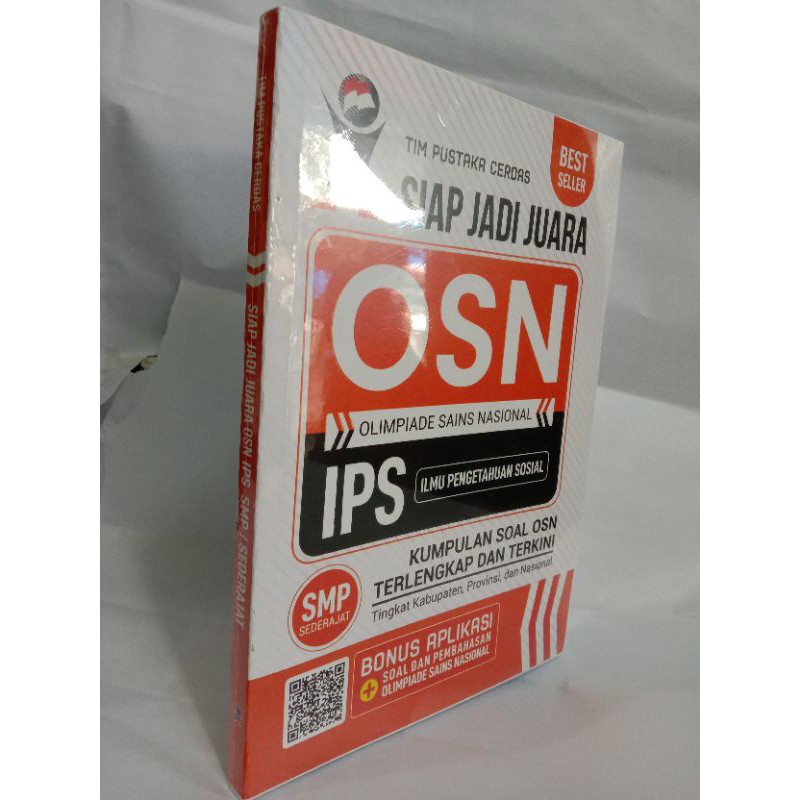 TIM PUSTAKA CERDAS
BEST
SELLER
SIAP JADI JUARA
OSN
OLIMPIADE SAINS NASIONAL
IPS
ILMU PENGETAHUAN SOSIAL
KUMPULAN SOAL OSN
TERLENGKAP DAN TERKINI
Tingkat Kabupaten, Provinsi, dan Nasional
SMP
SEDERAJAT
BONUS APLIKASI
+ SOAL DAN PEMBAHASAN
OLIMPIADE SAINS NASIONAL
TIM PUSTAKA CERDAS
SIAP JADI JUARA OSN IPS SMP / SEDERAJAT